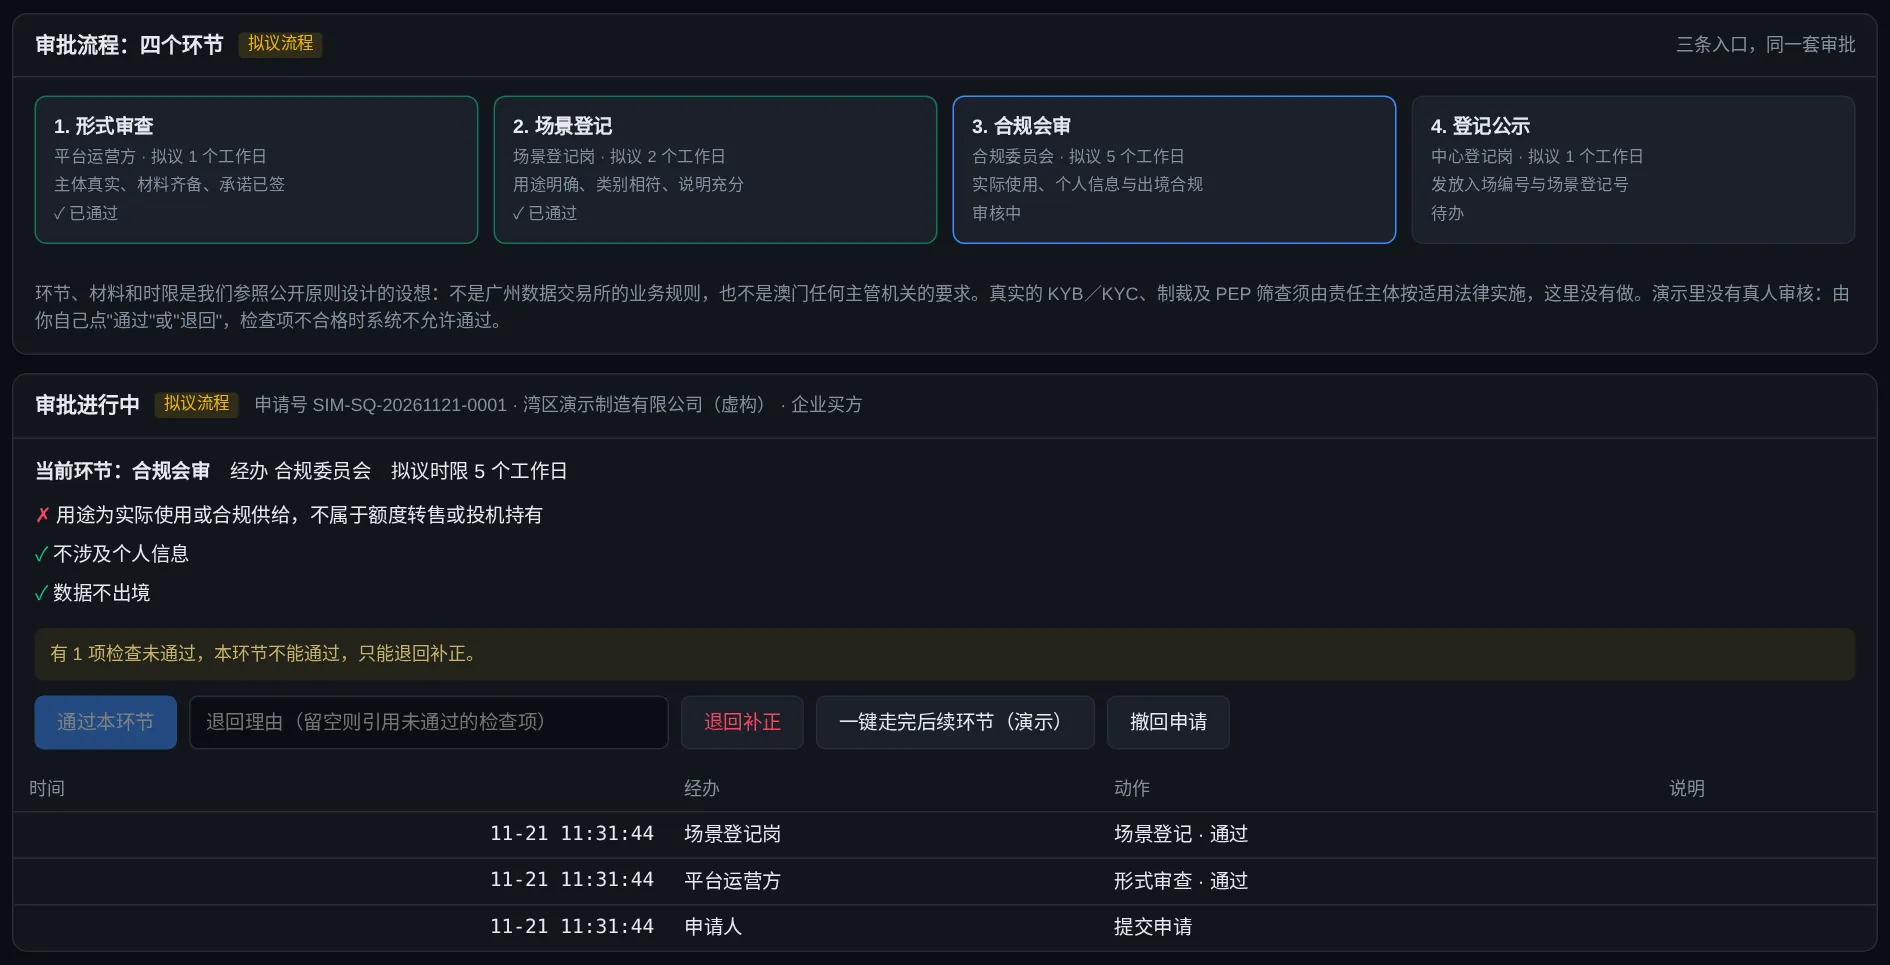 审批流程：四个环节 拟议流程 三条入口，同一套审批
1. 形式审查
平台运营方 · 拟议 1 个工作日
主体真实、材料齐备、承诺已签
✓ 已通过
2. 场景登记
场景登记岗 · 拟议 2 个工作日
用途明确、类别相符、说明充分
✓ 已通过
3. 合规会审
合规委员会 · 拟议 5 个工作日
实际使用、个人信息与出境合规
审核中
4. 登记公示
中心登记岗 · 拟议 1 个工作日
发放入场编号与场景登记号
待办
环节、材料和时限是我们参照公开原则设计的设想：不是广州数据交易所的业务规则，也不是澳门任何主管机关的要求。真实的 KYB／KYC、制裁及 PEP 筛查须由责任主体按适用法律实施，这里没有做。演示里没有真人审核：由
你自己点"通过"或"退回"，检查项不合格时系统不允许通过。
审批进行中 拟议流程 申请号 SIM-SQ-20261121-0001 · 湾区演示制造有限公司（虚构） · 企业买方
当前环节：合规会审 经办 合规委员会 拟议时限 5 个工作日
✗ 用途为实际使用或合规供给，不属于额度转售或投机持有
✓ 不涉及个人信息
✓ 数据不出境
有 1 项检查未通过，本环节不能通过，只能退回补正。
通过本环节 退回理由（留空则引用未通过的检查项） 退回补正 一键走完后续环节（演示） 撤回申请
时间 经办 动作 说明
11-21 11:31:44 场景登记岗 场景登记 · 通过
11-21 11:31:44 平台运营方 形式审查 · 通过
11-21 11:31:44 申请人 提交申请